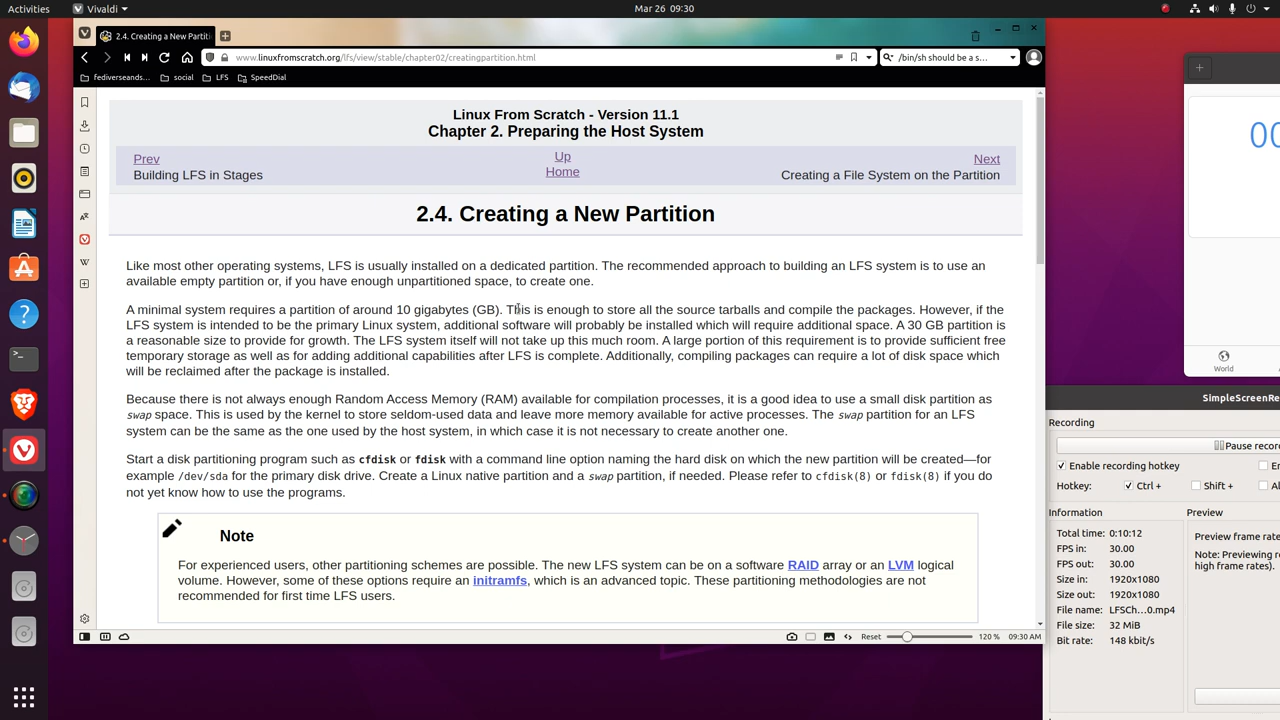 Activities
Vivaldi
Mar 26 09:30
2.4. Creating a New Partiti
www.linuxfromscratch.org/lfs/view/stable/chapter02/creatingpartition.html
/bin/sh should be a s...
fediverseands...
social
LFS
SpeedDial
Linux From Scratch - Version 11.1
Chapter 2. Preparing the Host System
Prev
Up
Next
Building LFS in Stages
Home
Creating a File System on the Partition
2.4. Creating a New Partition
Like most other operating systems, LFS is usually installed on a dedicated partition. The recommended approach to building an LFS system is to use an
available empty partition or, if you have enough unpartitioned space, to create one.
A minimal system requires a partition of around 10 gigabytes (GB). This is enough to store all the source tarballs and compile the packages. However, if the
LFS system is intended to be the primary Linux system, additional software will probably be installed which will require additional space. A 30 GB partition is
a reasonable size to provide for growth. The LFS system itself will not take up this much room. A large portion of this requirement is to provide sufficient free
temporary storage as well as for adding additional capabilities after LFS is complete. Additionally, compiling packages can require a lot of disk space which
will be reclaimed after the package is installed.
Because there is not always enough Random Access Memory (RAM) available for compilation processes, it is a good idea to use a small disk partition as
swap space. This is used by the kernel to store seldom-used data and leave more memory available for active processes. The swap partition for an LFS
system can be the same as the one used by the host system, in which case it is not necessary to create another one.
Start a disk partitioning program such as cfdisk or fdisk with a command line option naming the hard disk on which the new partition will be created—for
example /dev/sda for the primary disk drive. Create a Linux native partition and a swap partition, if needed. Please refer to cfdisk(8) or fdisk(8) if you do
not yet know how to use the programs.
Note
For experienced users, other partitioning schemes are possible. The new LFS system can be on a software RAID array or an LVM logical
volume. However, some of these options require an initramfs, which is an advanced topic. These partitioning methodologies are not
recommended for first time LFS users.
Reset
120 %
09:30 AM
00
World
SimpleScreenRe
Recording
Pause recor
Enable recording hotkey
En
Hotkey:
Ctrl +
Shift +
Al
Information
Preview
Total time: 0:10:12
FPS in: 30.00
FPS out: 30.00
Size in: 1920x1080
Size out: 1920x1080
File name: LFSCh...0.mp4
File size: 32 MiB
Bit rate: 148 kbit/s
Preview frame rate
Note: Previewing r
high frame rates).